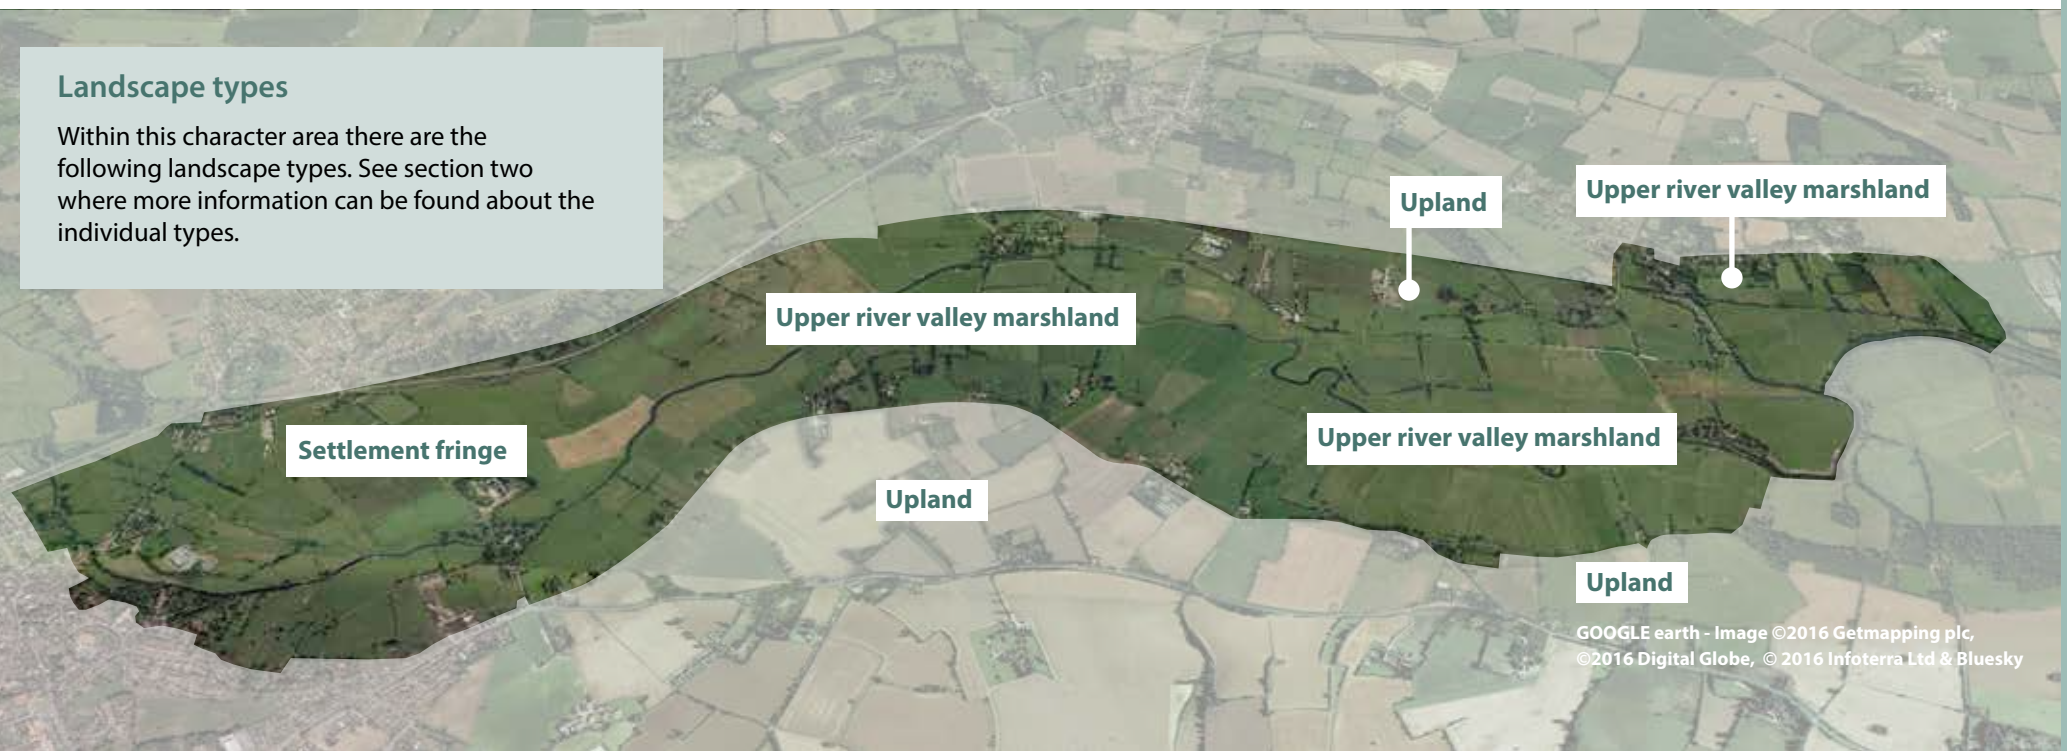 Landscape types
Within this character area there are the
following landscape types. See section two
where more information can be found about the
individual types.
Upland
Upper river valley marshland
Upper river valley marshland
Settlement fringe
Upper river valley marshland
Upland
Upland
GOOGLE earth - Image ©2016 Getmapping plc,
©2016 Digital Globe,  © 2016 Infoterra Ltd & Bluesky